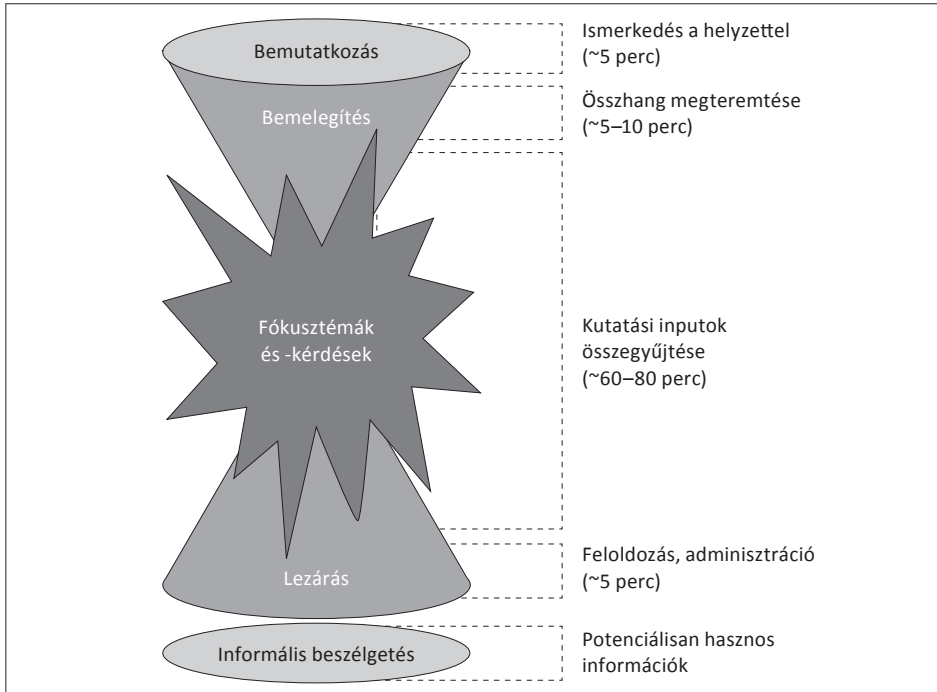 Bemutatkozás
Ismerkedés a helyzettel
(~5 perc)
Bemelegítés
Összhang megteremtése
(~5–10 perc)
Fókusztémák
és -kérdések
Kutatási inputok
összegyűjtése
(~60–80 perc)
Lezárás
Feloldozás, adminisztráció
(~5 perc)
Informális beszélgetés
Potenciálisan hasznos
információk